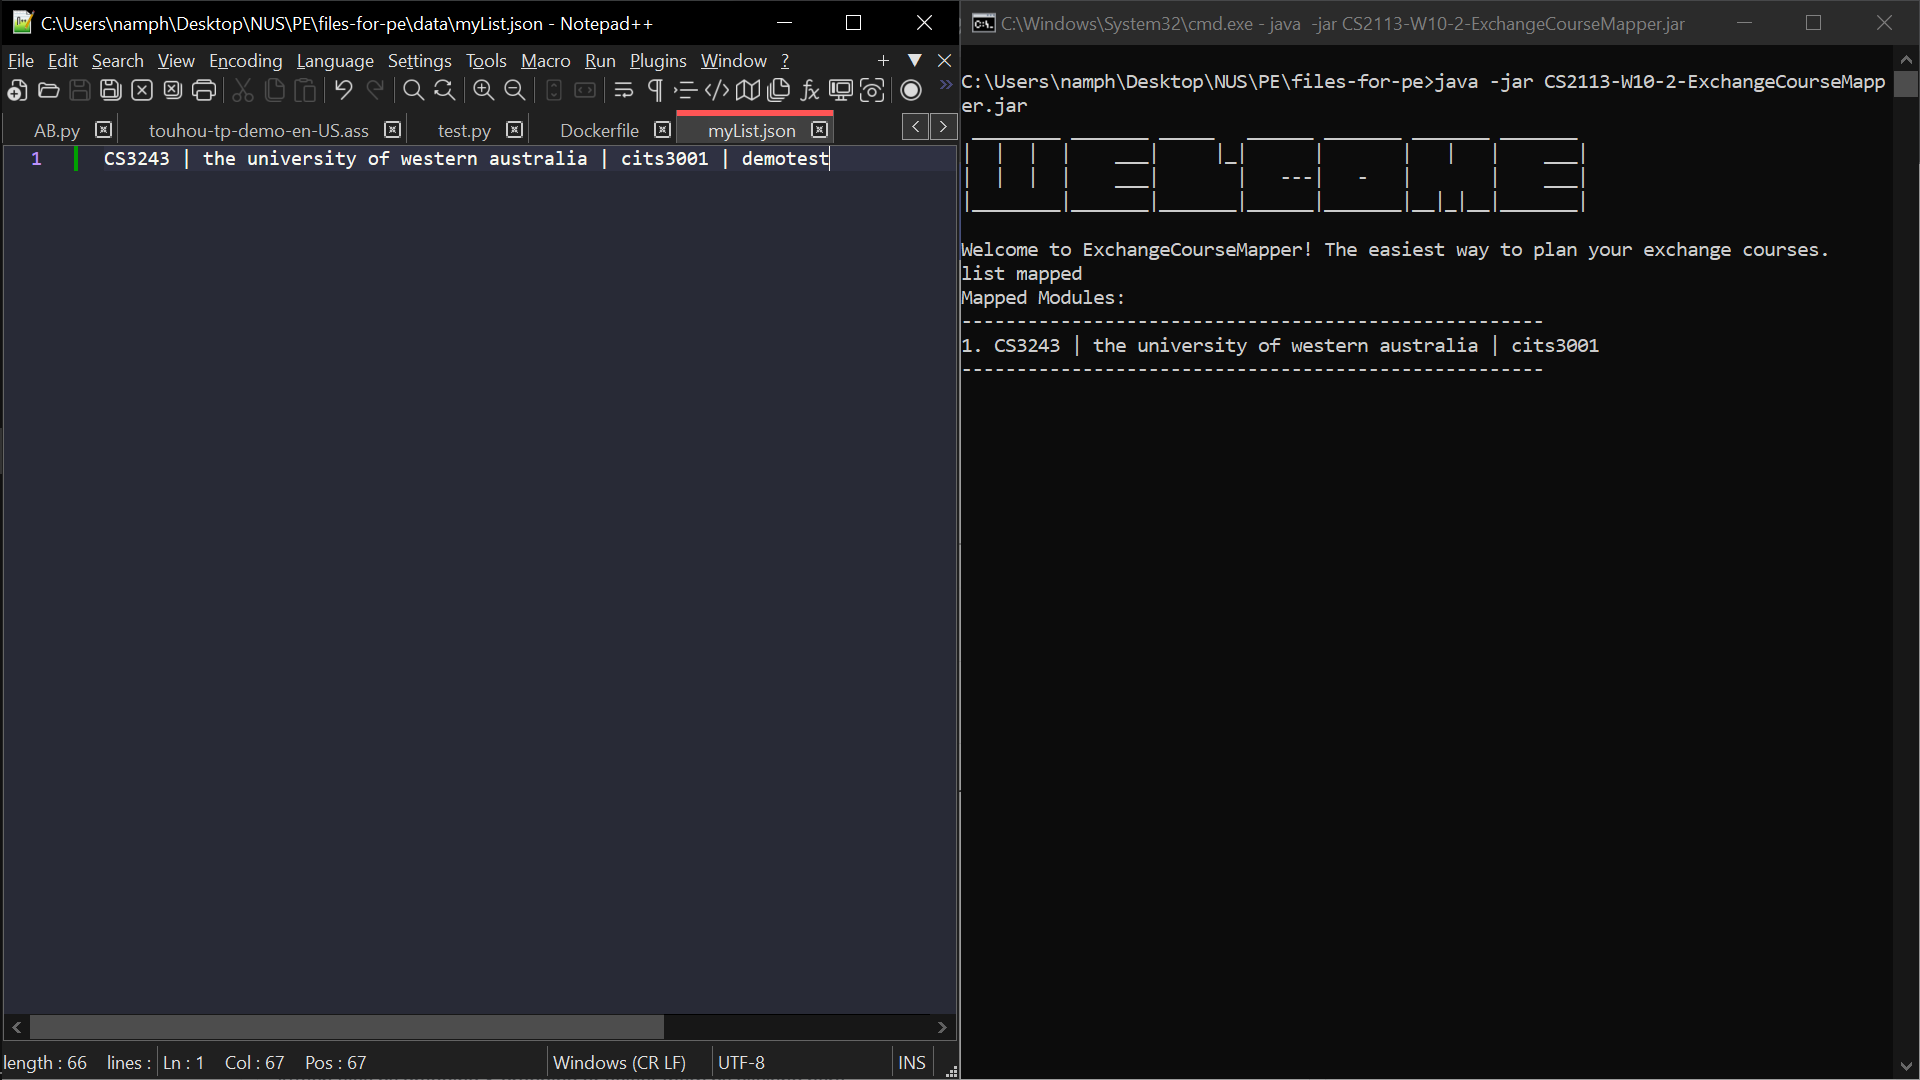 C:\Users\namph\Desktop\NUS\PE\files-for-pe\data\myList.json - Notepad++
File Edit Search View Encoding Language Settings Tools Macro Run Plugins Window ?
AB.py touhou-tp-demo-en-US.ass test.py Dockerfile myList.json
1 CS3243 | the university of western australia | cits3001 | demotest
length : 66 lines : Ln : 1 Col : 67 Pos : 67 Windows (CR LF) UTF-8 INS
C:\Windows\System32\cmd.exe - java -jar CS2113-W10-2-ExchangeCourseMapper.jar
C:\Users\namph\Desktop\NUS\PE\files-for-pe>java -jar CS2113-W10-2-ExchangeCourseMapp
er.jar
WELCOME
Welcome to ExchangeCourseMapper! The easiest way to plan your exchange courses.
list mapped
Mapped Modules:
-----------------------------------------------------
1. CS3243 | the university of western australia | cits3001
-----------------------------------------------------